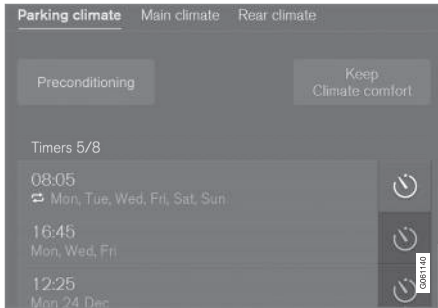 Parking climate Main climate Rear climate
Preconditioning
Keep
Climate comfort
Timers 5/8
08:05
Mon, Tue, Wed, Fri, Sat, Sun
16:45
Mon, Wed, Fri
12:25
Mon 24 Dec
G061140